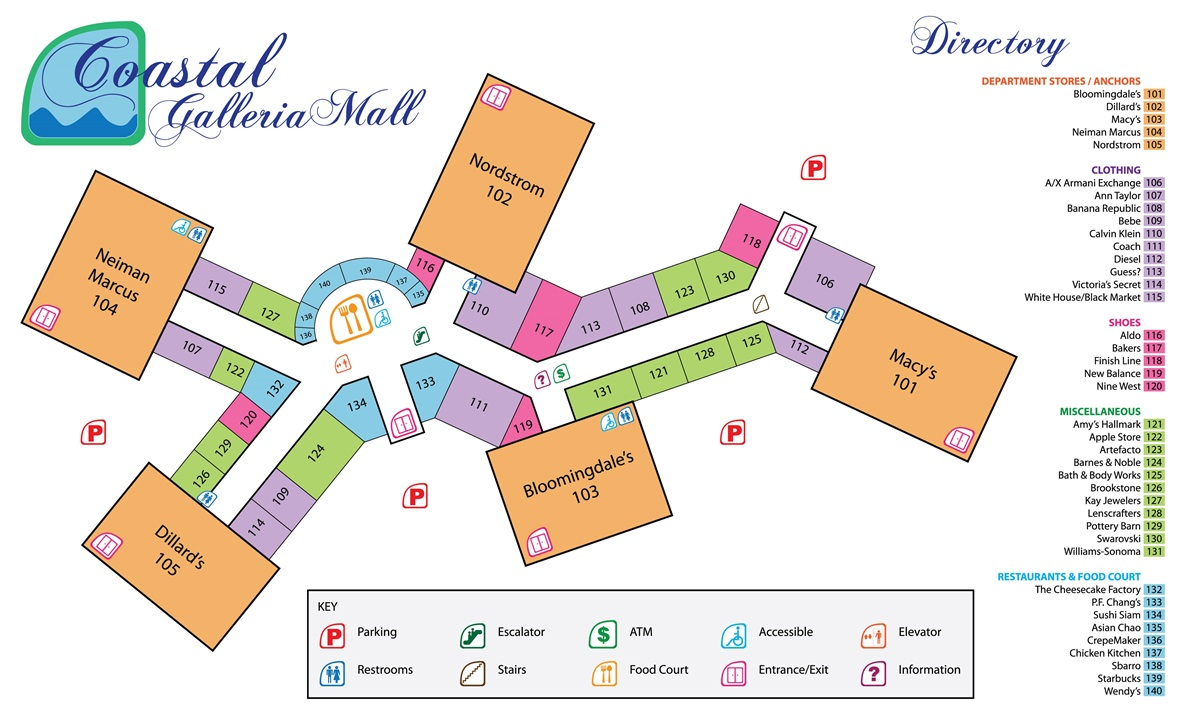 Coastal
Galleria Mall
Directory
DEPARTMENT STORES / ANCHORS
Bloomingdale's 101
Dillard's 102
Macy's 103
Neiman Marcus 104
Nordstrom 105
CLOTHING
A/X Armani Exchange 106
Ann Taylor 107
Banana Republic 108
Bebe 109
Calvin Klein 110
Coach 111
Diesel 112
Guess? 113
Victoria's Secret 114
White House/Black Market 115
SHOES
Aldo 116
Bakers 117
Finish Line 118
New Balance 119
Nine West 120
MISCELLANEOUS
Amy's Hallmark 121
Apple Store 122
Artefacto 123
Barnes & Noble 124
Bath & Body Works 125
Brookstone 126
Kay Jewelers 127
Lenscrafters 128
Pottery Barn 129
Swarovski 130
Williams-Sonoma 131
RESTAURANTS & FOOD COURT
The Cheesecake Factory 132
P.F. Chang's 133
Sushi Siam 134
Asian Chao 135
CrepeMaker 136
Chicken Kitchen 137
Sbarro 138
Starbucks 139
Wendy's 140
Nordstrom
102
P
Neiman
Marcus
104
115
127
136
138
140
139
137
135
116
110
117
113
108
123
130
118
106
Macy's
101
112
125
128
121
131
?
$
107
122
132
120
129
126
134
124
109
114
133
111
119
Bloomingdale's
103
Dillard's
105
P
P
P
KEY
P Parking
Escalator
$ ATM
Accessible
Elevator
Restrooms
Stairs
Food Court
Entrance/Exit
? Information